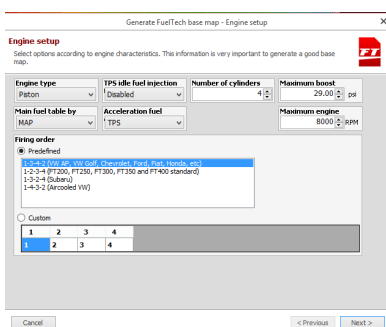 Generate FuelTech base map - Engine setup
Engine setup
Select options according to engine characteristics. This information is very important to generate a good base
map.
FT
Engine type TPS idle fuel injection Number of cylinders Maximum boost
Piston Disabled 4 29.00 psi
Main fuel table by Acceleration fuel Maximum engine
MAP TPS 8000 RPM
Firing order
Predefined
1-3-4-2 (VW AP, VW Golf, Chevrolet, Ford, Fiat, Honda, etc)
1-2-3-4 (FT200, FT250, FT300, FT350 and FT400 standard)
1-3-2-4 (Subaru)
1-4-3-2 (Aircooled VW)
Custom
1 2 3 4
1 2 3 4
Cancel < Previous Next >